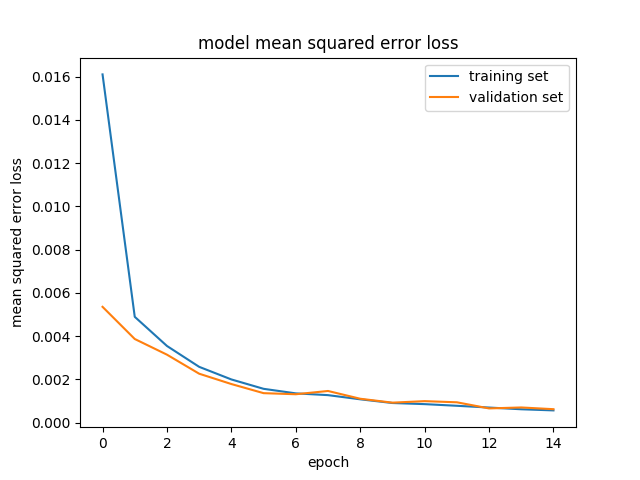 model mean squared error loss
training set
validation set
0.016
0.014
0.012
0.010
0.008
0.006
0.004
0.002
0.000
mean squared error loss
0 2 4 6 8 10 12 14
epoch